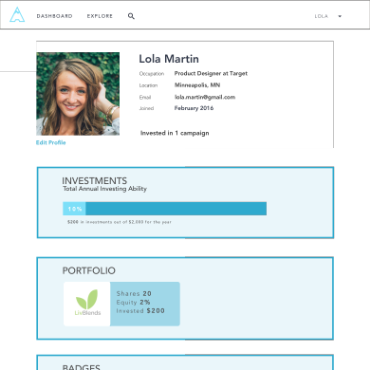 DASHBOARD EXPLORE LOLA
Lola Martin
Occupation Product Designer at Target
Location Minneapolis, MN
Email lola.martin@gmail.com
Joined February 2016
Invested in 1 campaign
Edit Profile
INVESTMENTS
Total Annual Investing Ability
10%
$200 in investments out of $2,000 for the year
PORTFOLIO
Shares 20
Equity 2%
Invested $200
LivBlends
BADGES